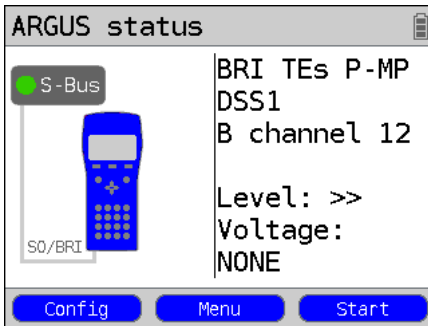 ARGUS status
S-Bus
S0/BRI
BRI TEs P-MP
DSS1
B channel 12
Level: >>
Voltage:
NONE
Config
Menu
Start